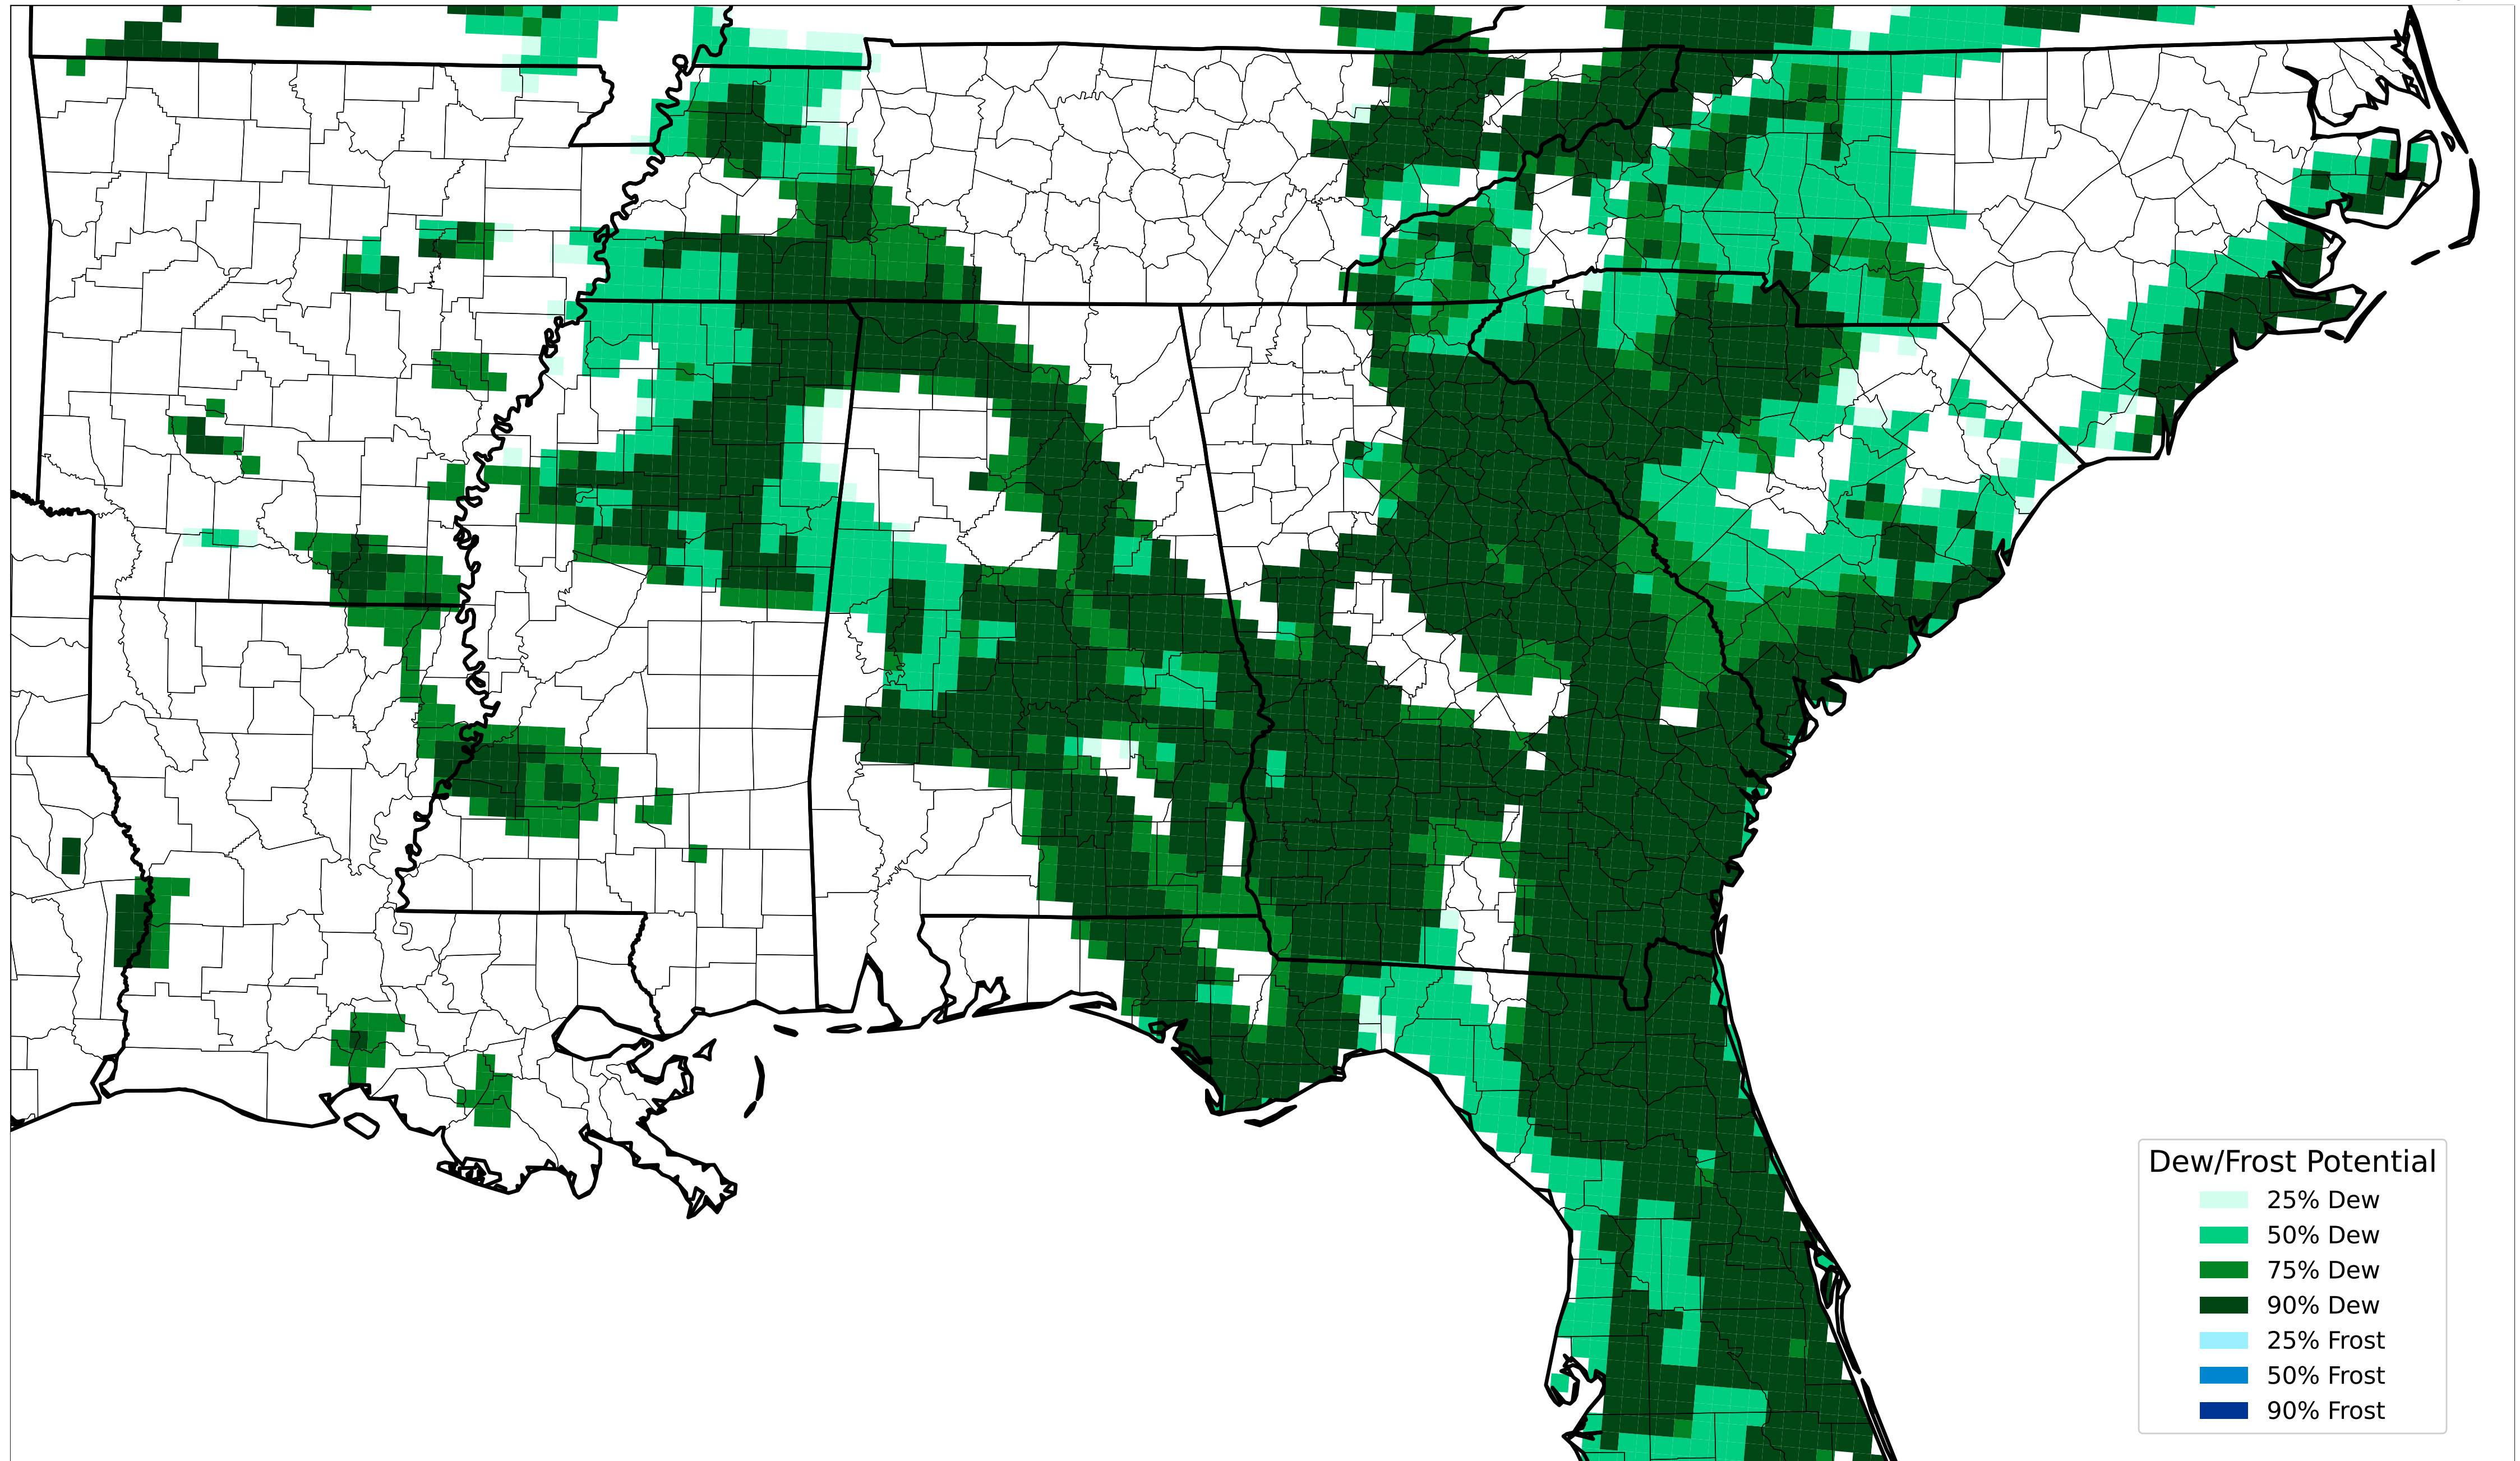 Dew/Frost Potential
25% Dew
50% Dew
75% Dew
90% Dew
25% Frost
50% Frost
90% Frost